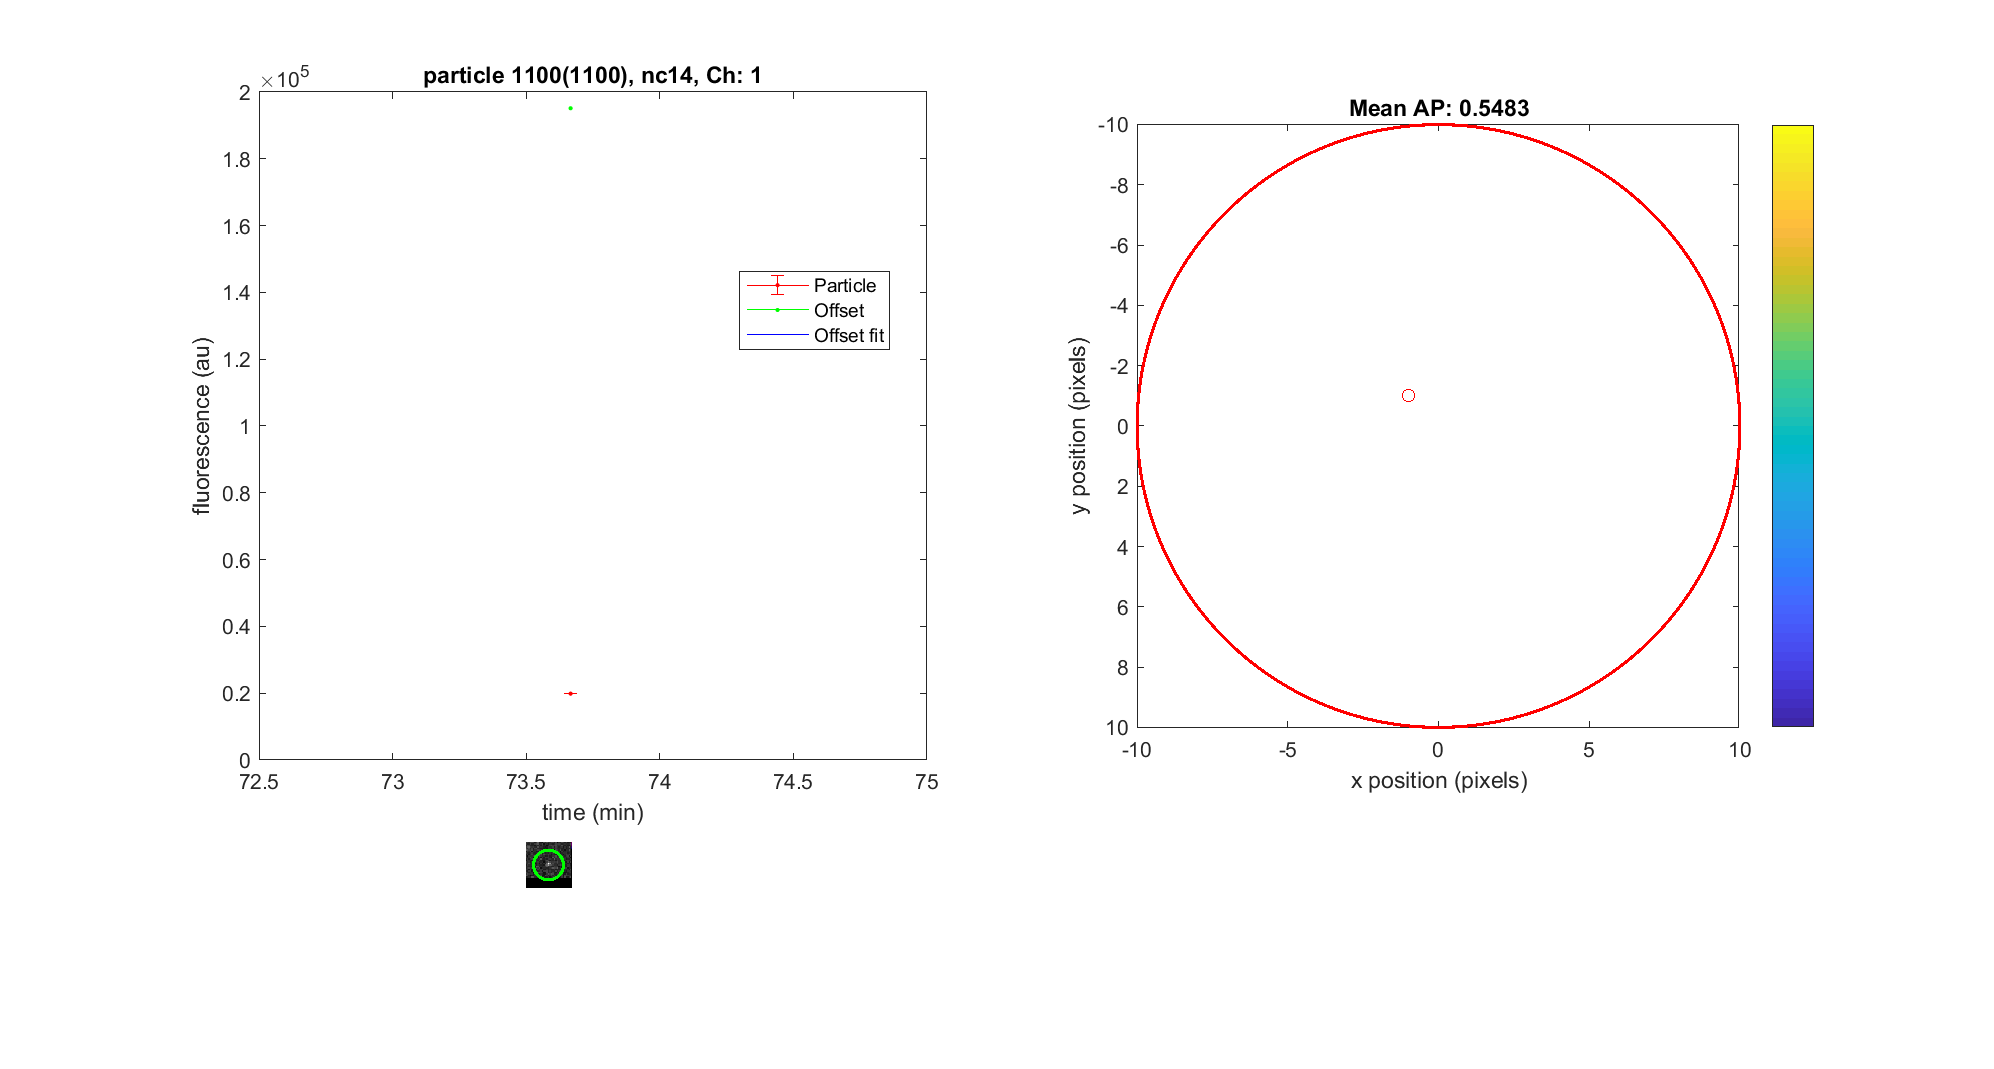 particle 1100(1100), nc14, Ch: 1
×10^5
2
1.8
1.6
1.4
1.2
1
0.8
0.6
0.4
0.2
0
72.5 73 73.5 74 74.5 75
time (min)
fluorescence (au)
Particle
Offset
Offset fit
Mean AP: 0.5483
-10
-8
-6
-4
-2
0
2
4
6
8
10
-10 -5 0 5 10
x position (pixels)
y position (pixels)